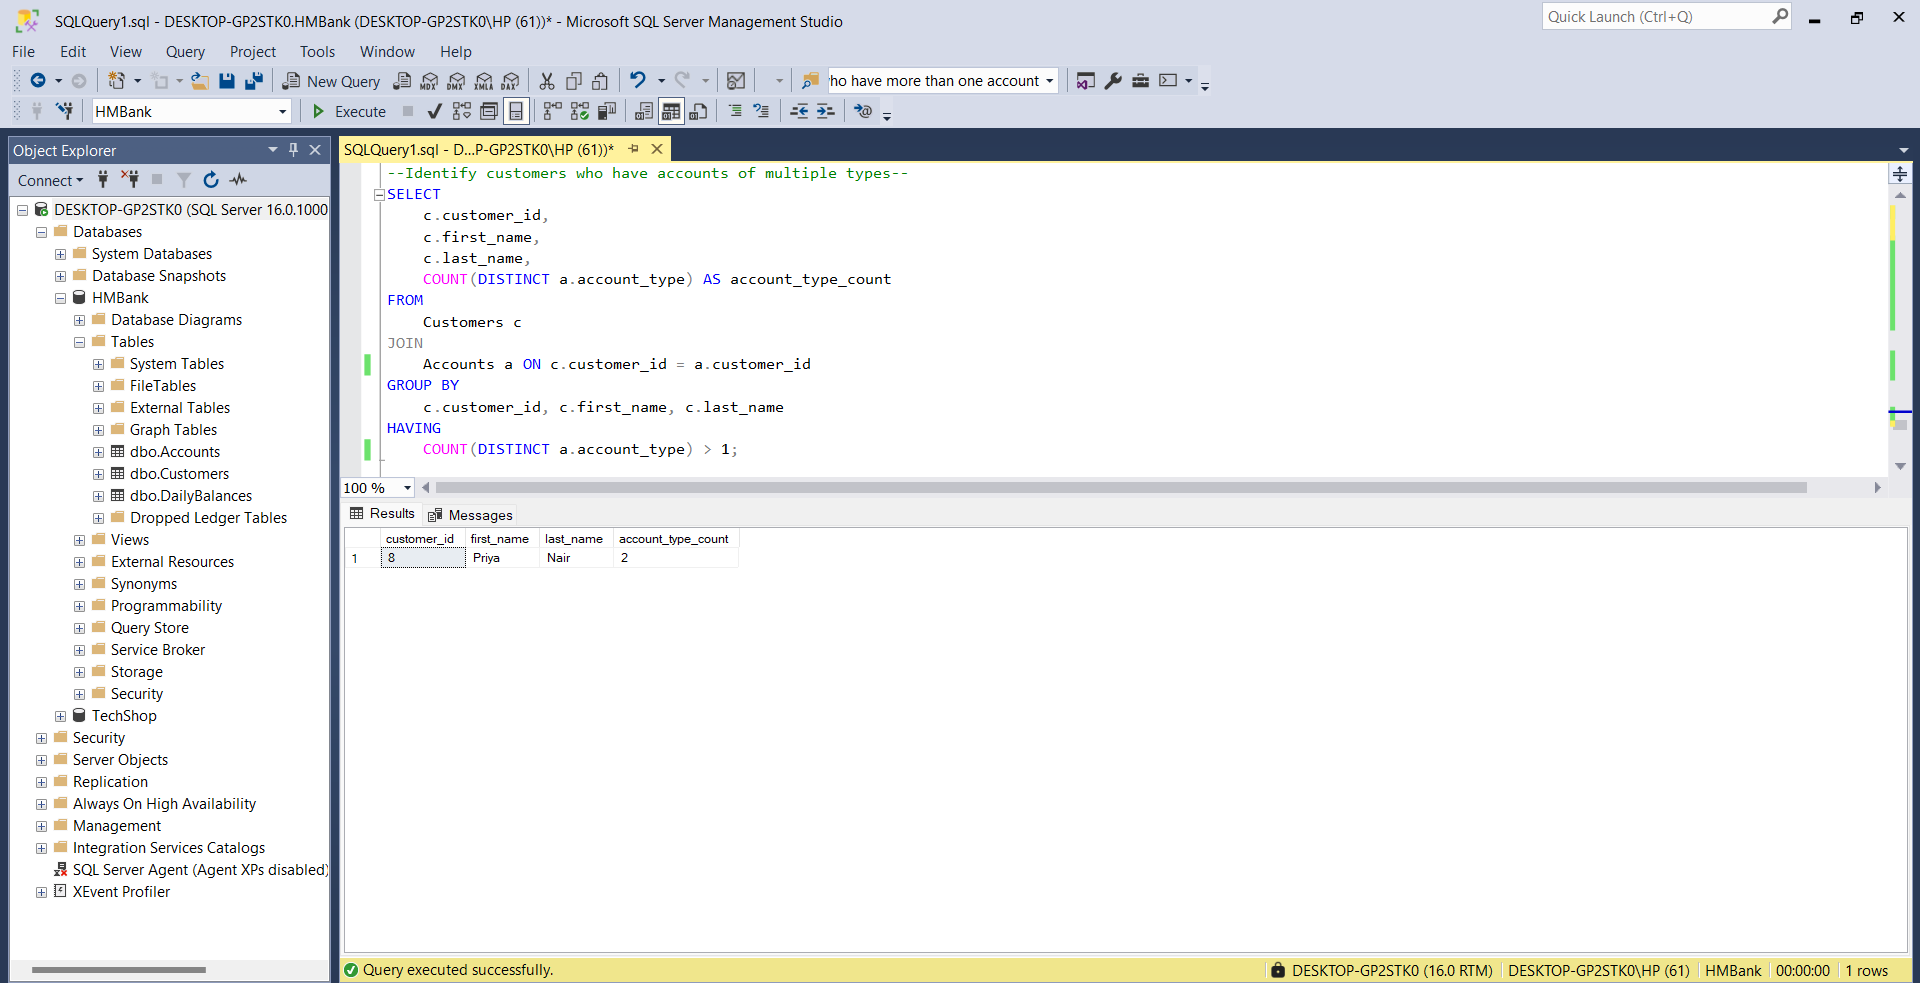 SQLQuery1.sql - DESKTOP-GP2STK0.HMBank (DESKTOP-GP2STK0\HP (61))* - Microsoft SQL Server Management Studio
Quick Launch (Ctrl+Q)
File Edit View Query Project Tools Window Help
New Query MDX DMX XMLA DAX who have more than one account
HMBank Execute
Object Explorer
SQLQuery1.sql - D...P-GP2STK0\HP (61))*
Connect
DESKTOP-GP2STK0 (SQL Server 16.0.1000
Databases
System Databases
Database Snapshots
HMBank
Database Diagrams
Tables
System Tables
FileTables
External Tables
Graph Tables
dbo.Accounts
dbo.Customers
dbo.DailyBalances
Dropped Ledger Tables
Views
External Resources
Synonyms
Programmability
Query Store
Service Broker
Storage
Security
TechShop
Security
Server Objects
Replication
Always On High Availability
Management
Integration Services Catalogs
SQL Server Agent (Agent XPs disabled)
XEvent Profiler
--Identify customers who have accounts of multiple types--
SELECT
c.customer_id,
c.first_name,
c.last_name,
COUNT(DISTINCT a.account_type) AS account_type_count
FROM
Customers c
JOIN
Accounts a ON c.customer_id = a.customer_id
GROUP BY
c.customer_id, c.first_name, c.last_name
HAVING
COUNT(DISTINCT a.account_type) > 1;
100 %
Results Messages
customer_id first_name last_name account_type_count
1 8 Priya Nair 2
Query executed successfully.
DESKTOP-GP2STK0 (16.0 RTM) DESKTOP-GP2STK0\HP (61) HMBank 00:00:00 1 rows